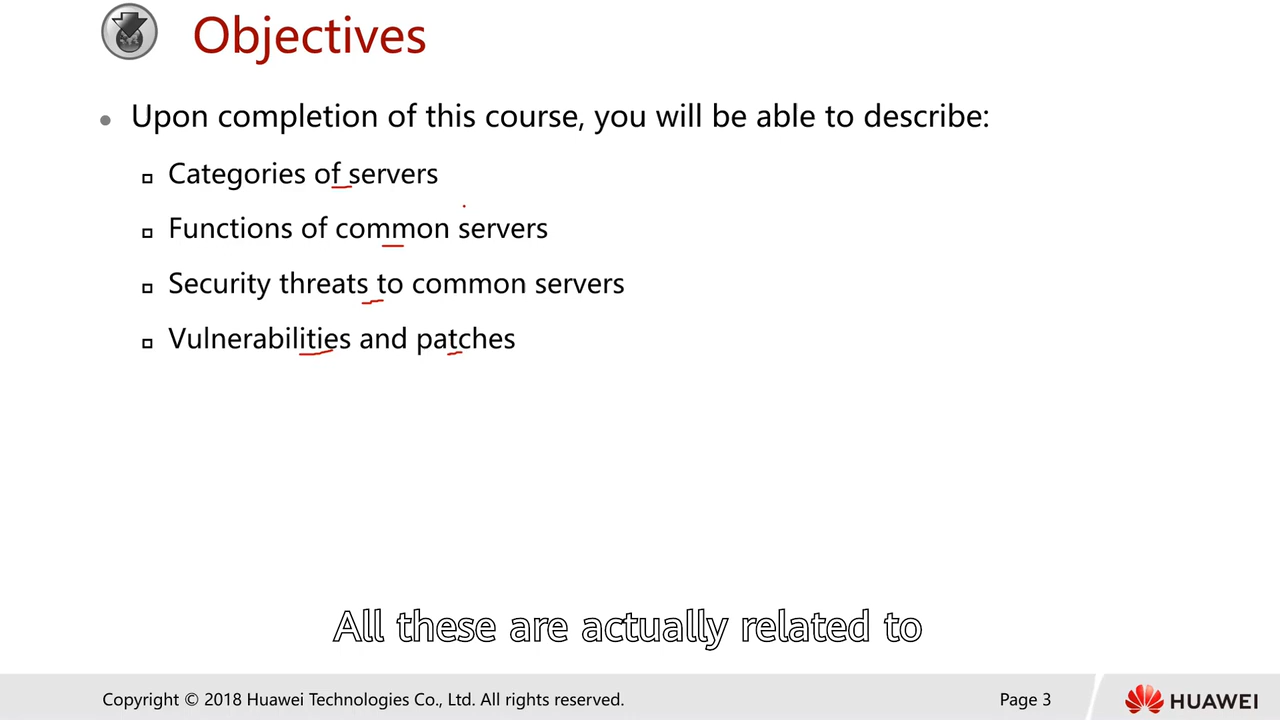 Objectives
Upon completion of this course, you will be able to describe:
Categories of servers
Functions of common servers
Security threats to common servers
Vulnerabilities and patches
All these are actually related to
Copyright © 2018 Huawei Technologies Co., Ltd. All rights reserved.
Page 3
HUAWEI